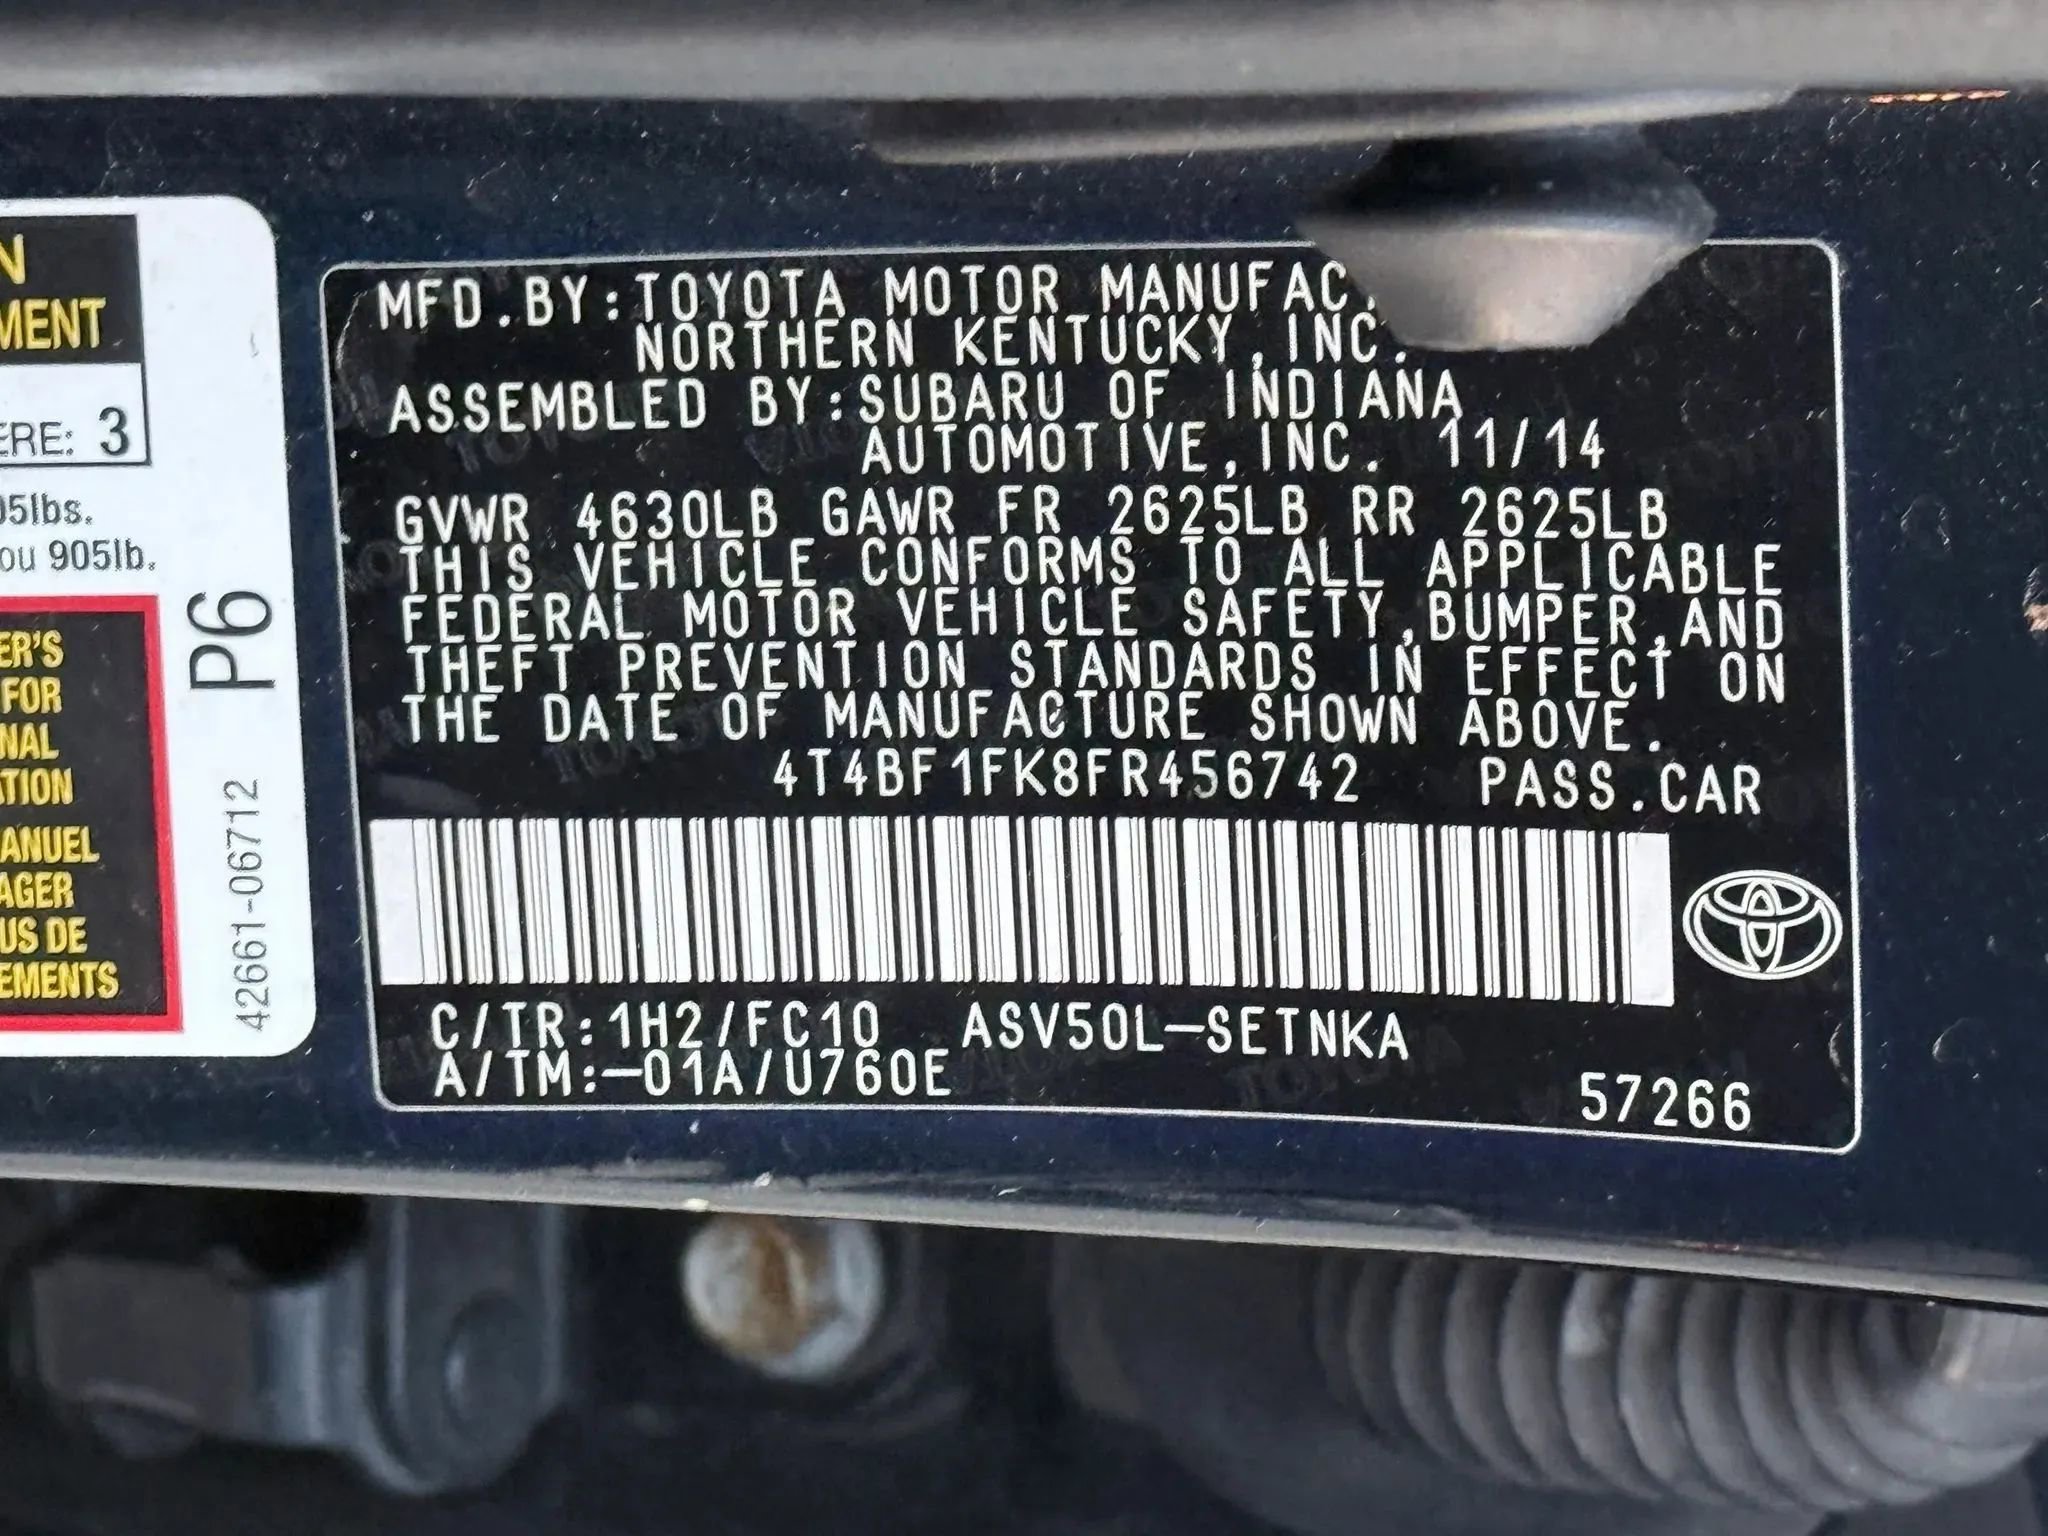 N
MENT
ERE: 3
05lbs.
ou 905lb.
ER'S
FOR
NAL
ATION
ANUEL
AGER
US DE
EMENTS
P6
42661-06712
MFD.BY:TOYOTA MOTOR MANUFAC
NORTHERN KENTUCKY,INC.
ASSEMBLED BY:SUBARU OF INDIANA
AUTOMOTIVE,INC. 11/14
GVWR 4630LB GAWR FR 2625LB RR 2625LB
THIS VEHICLE CONFORMS TO ALL APPLICABLE
FEDERAL MOTOR VEHICLE SAFETY,BUMPER,AND
THEFT PREVENTION STANDARDS IN EFFECT ON
THE DATE OF MANUFACTURE SHOWN ABOVE.
4T4BF1FK8FR456742 PASS.CAR
C/TR:1H2/FC10 ASV50L-SETNKA
A/TM:-01A/U760E
57266